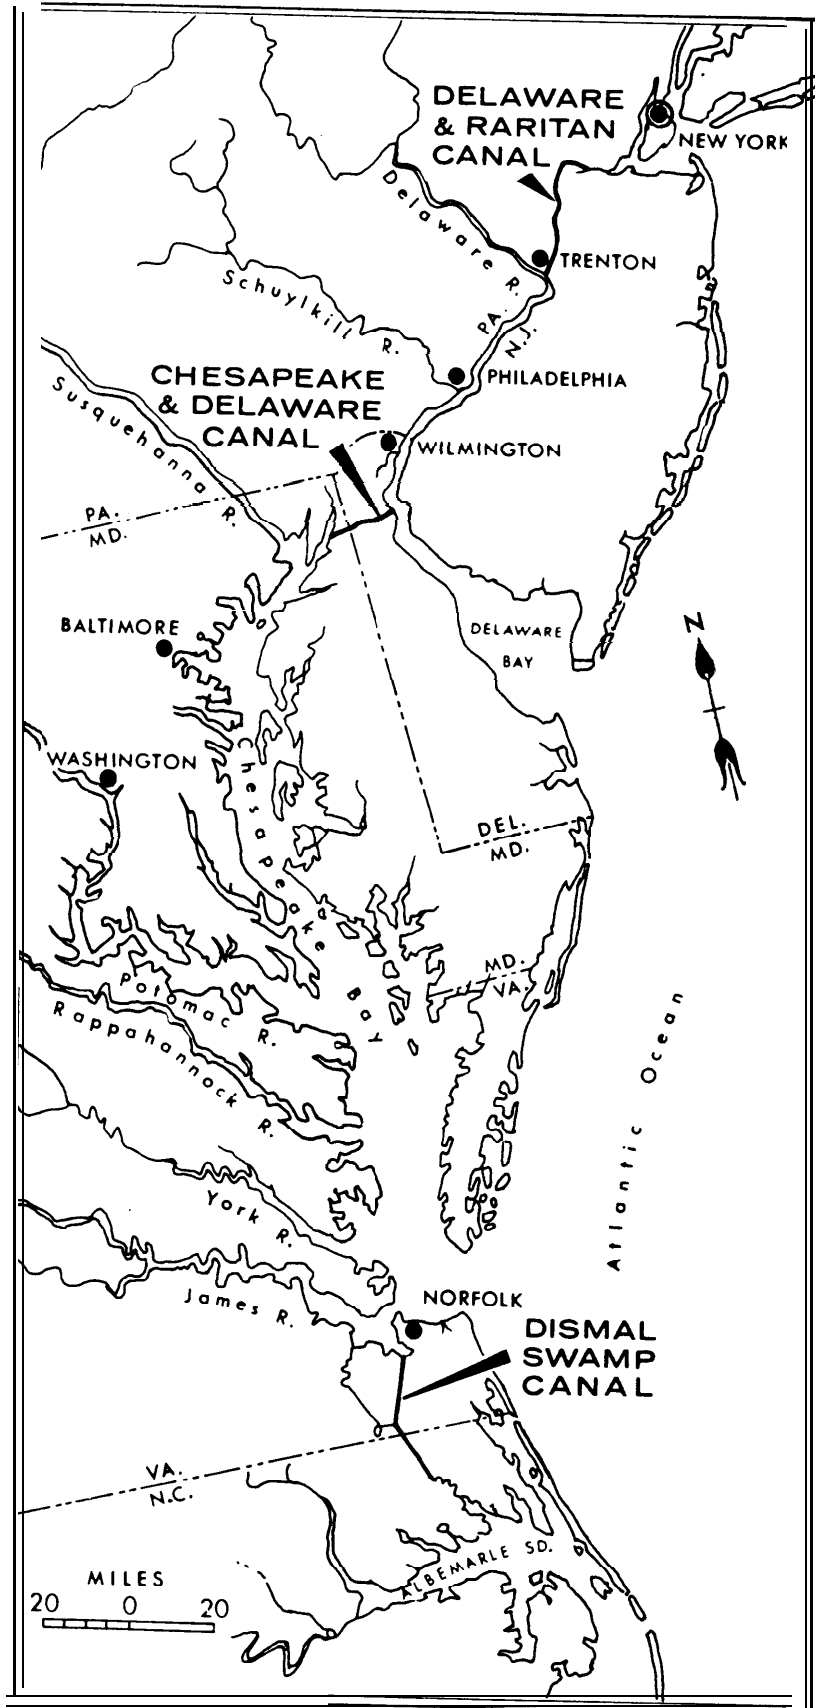 DELAWARE
& RARITAN
CANAL
NEW YORK
Delaware R.
TRENTON
Schuylkill R.
PA.
N.J.
PHILADELPHIA
CHESAPEAKE
& DELAWARE
CANAL
Susquehanna R.
WILMINGTON
PA.
MD.
BALTIMORE
DELAWARE
BAY
N
WASHINGTON
Chesapeake Bay
DEL.
MD.
MD.
VA.
Potomac R.
Rappahannock R.
Atlantic Ocean
York R.
James R.
NORFOLK
DISMAL
SWAMP
CANAL
VA.
N.C.
ALBEMARLE SD.
MILES
20 0 20